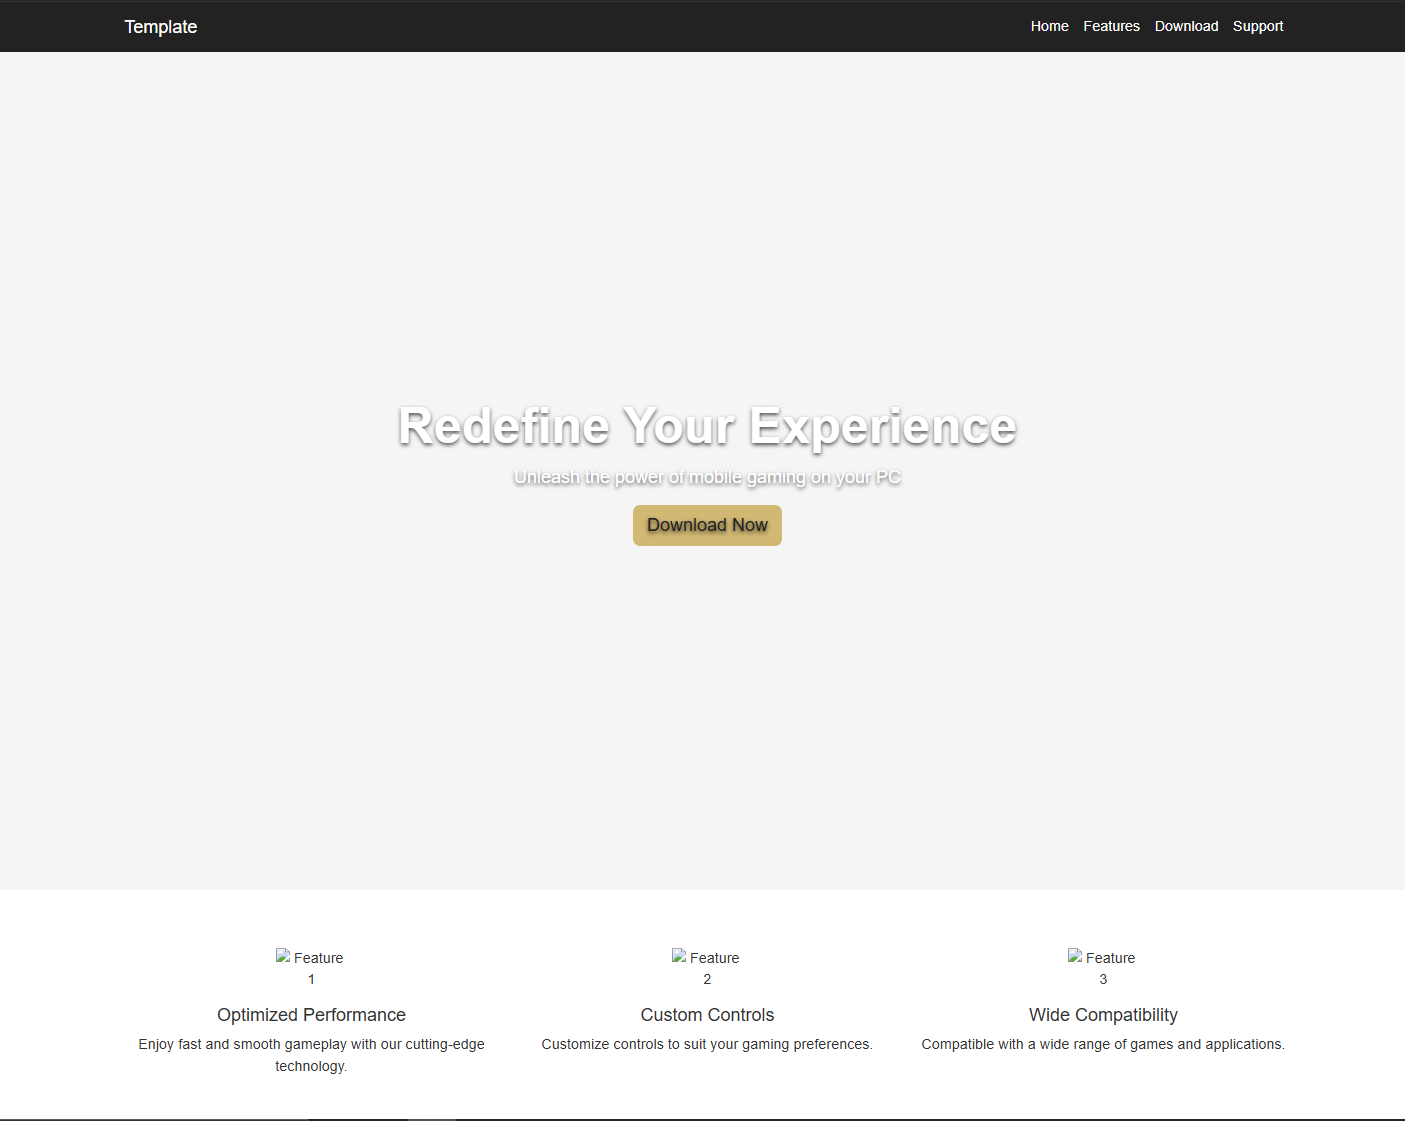 Template
Home Features Download Support
Redefine Your Experience
Unleash the power of mobile gaming on your PC
Download Now
Feature
1
Feature
2
Feature
3
Optimized Performance
Custom Controls
Wide Compatibility
Enjoy fast and smooth gameplay with our cutting-edge
technology.
Customize controls to suit your gaming preferences.
Compatible with a wide range of games and applications.